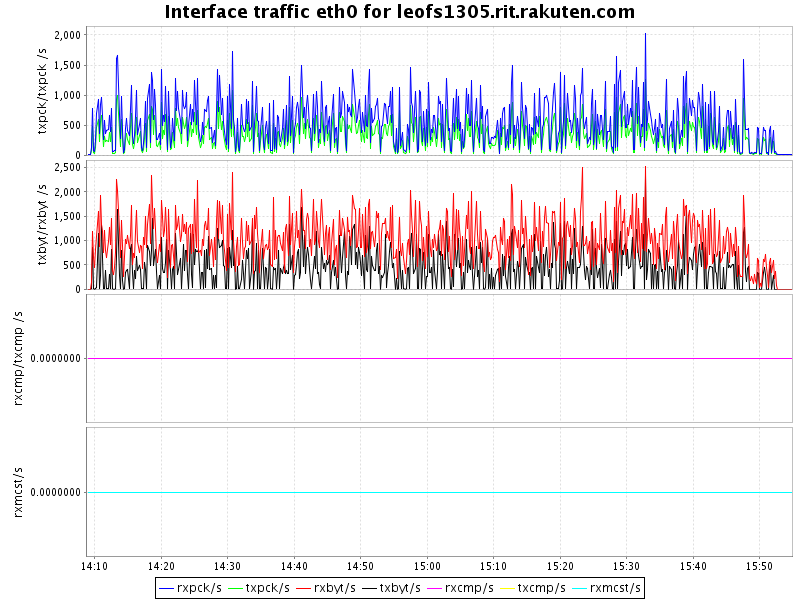 Interface traffic eth0 for leofs1305.rit.rakuten.com
txpck/txpck /s
2,000
1,500
1,000
500
0
txbyt/rxbyt /s
2,500
2,000
1,500
1,000
500
0
rxcmp/txcmp /s
0.0000000
rxmcst/s
0.0000000
14:10 14:20 14:30 14:40 14:50 15:00 15:10 15:20 15:30 15:40 15:50
rxpck/s txpck/s rxbyt/s txbyt/s rxcmp/s txcmp/s rxmcst/s